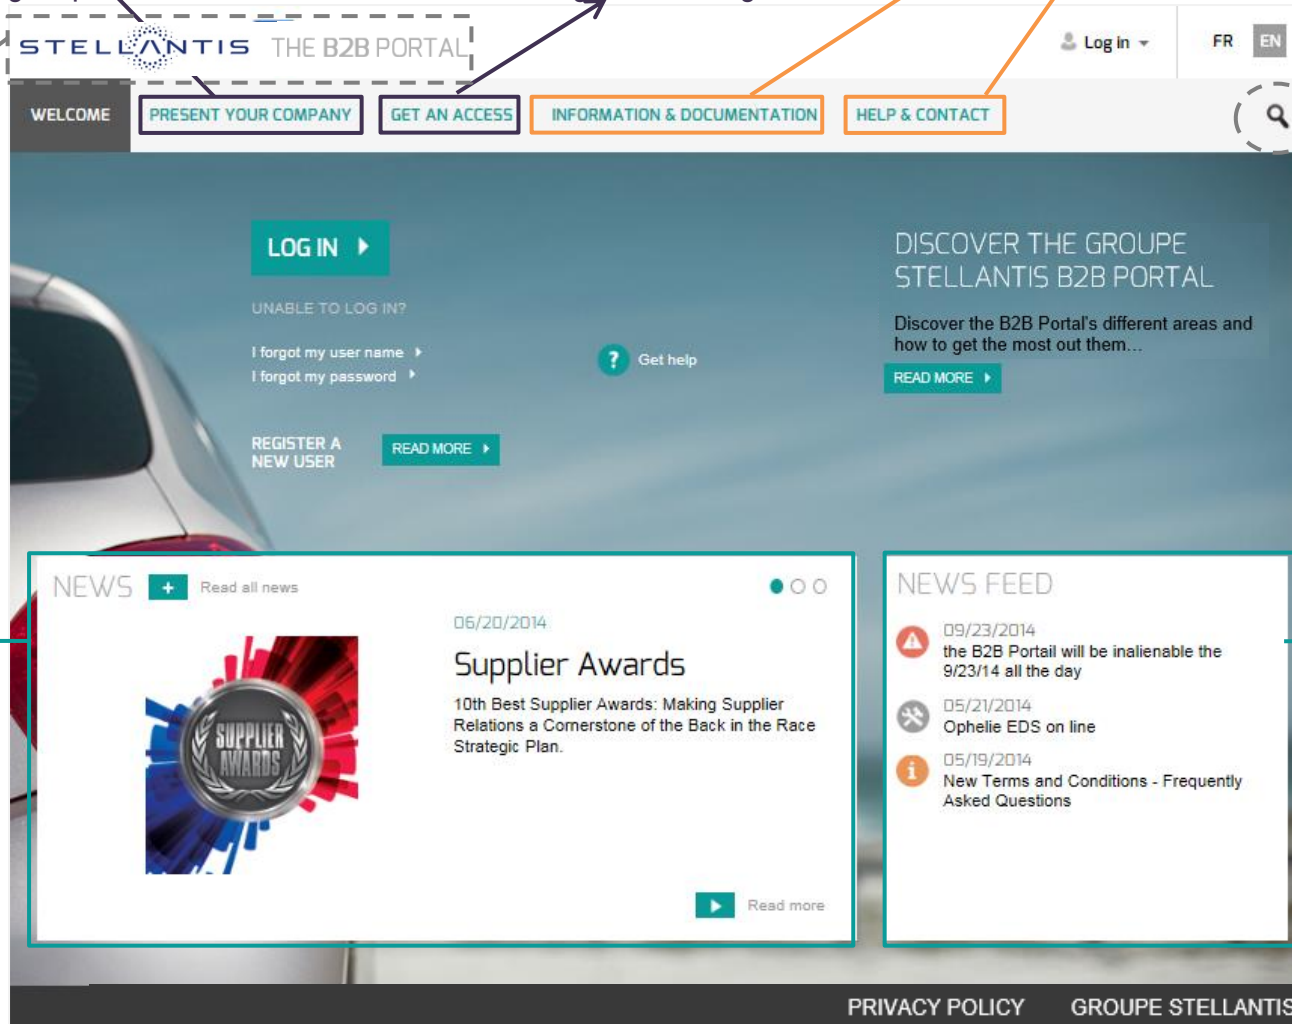 STELLANTIS THE B2B PORTAL
Log in
FR EN
WELCOME PRESENT YOUR COMPANY GET AN ACCESS INFORMATION & DOCUMENTATION HELP & CONTACT
LOG IN
UNABLE TO LOG IN?
I forgot my user name
I forgot my password
? Get help
REGISTER A
NEW USER
READ MORE
DISCOVER THE GROUPE
STELLANTIS B2B PORTAL
Discover the B2B Portal's different areas and
how to get the most out them...
READ MORE
NEWS + Read all news
SUPPLIER
AWARDS
06/20/2014
Supplier Awards
10th Best Supplier Awards: Making Supplier
Relations a Cornerstone of the Back in the Race
Strategic Plan.
Read more
NEWS FEED
09/23/2014
the B2B Portail will be inalienable the
9/23/14 all the day
05/21/2014
Ophelie EDS on line
05/19/2014
New Terms and Conditions - Frequently
Asked Questions
PRIVACY POLICY GROUPE STELLANTIS